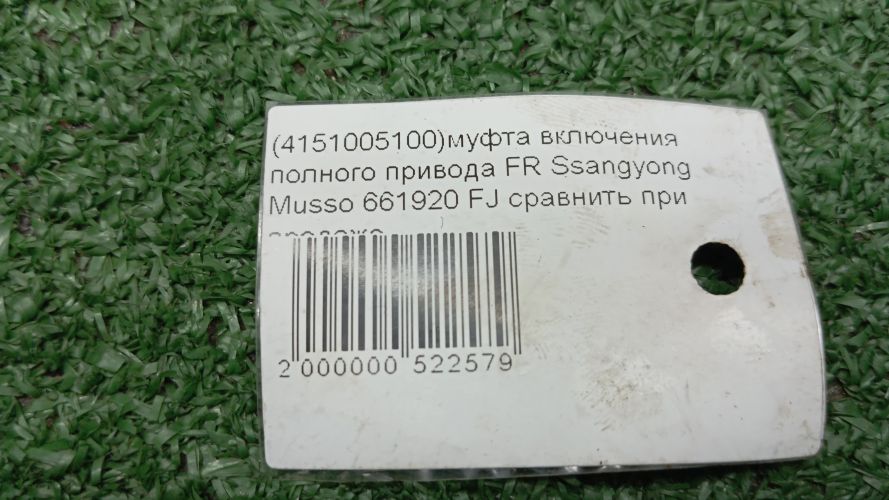 (4151005100)муфта включения
полного привода FR Ssangyong
Musso 661920 FJ сравнить при
2 000000 522579